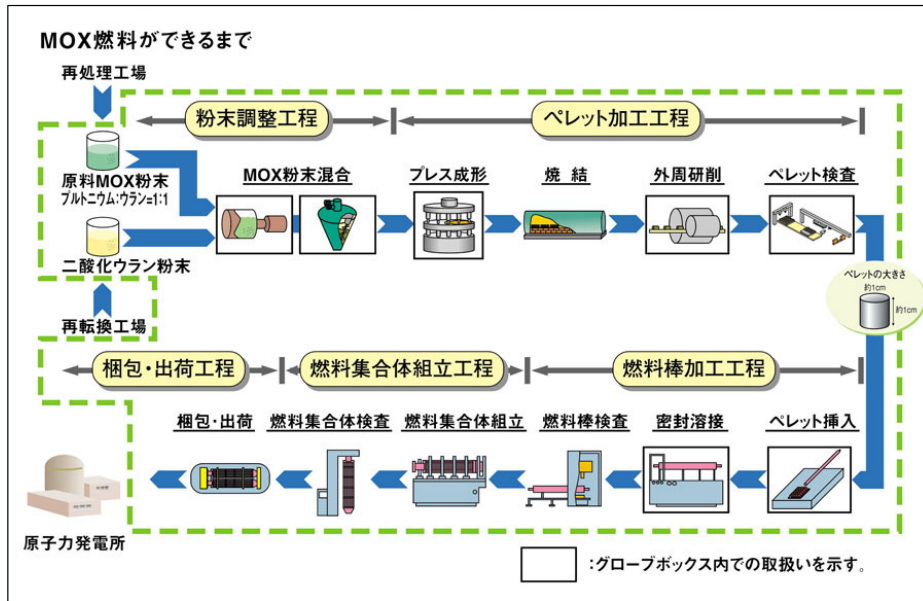 MOX燃料ができるまで
再処理工場
粉末調整工程
ペレット加工工程
原料MOX粉末
プルトニウム:ウラン=1:1
MOX粉末混合
プレス成形
焼 結
外周研削
ペレット検査
二酸化ウラン粉末
ペレットの大きさ
約1cm
約1cm
再転換工場
梱包・出荷工程
燃料集合体組立工程
燃料棒加工工程
梱包・出荷
燃料集合体検査
燃料集合体組立
燃料棒検査
密封溶接
ペレット挿入
原子力発電所
:グローブボックス内での取扱いを示す。